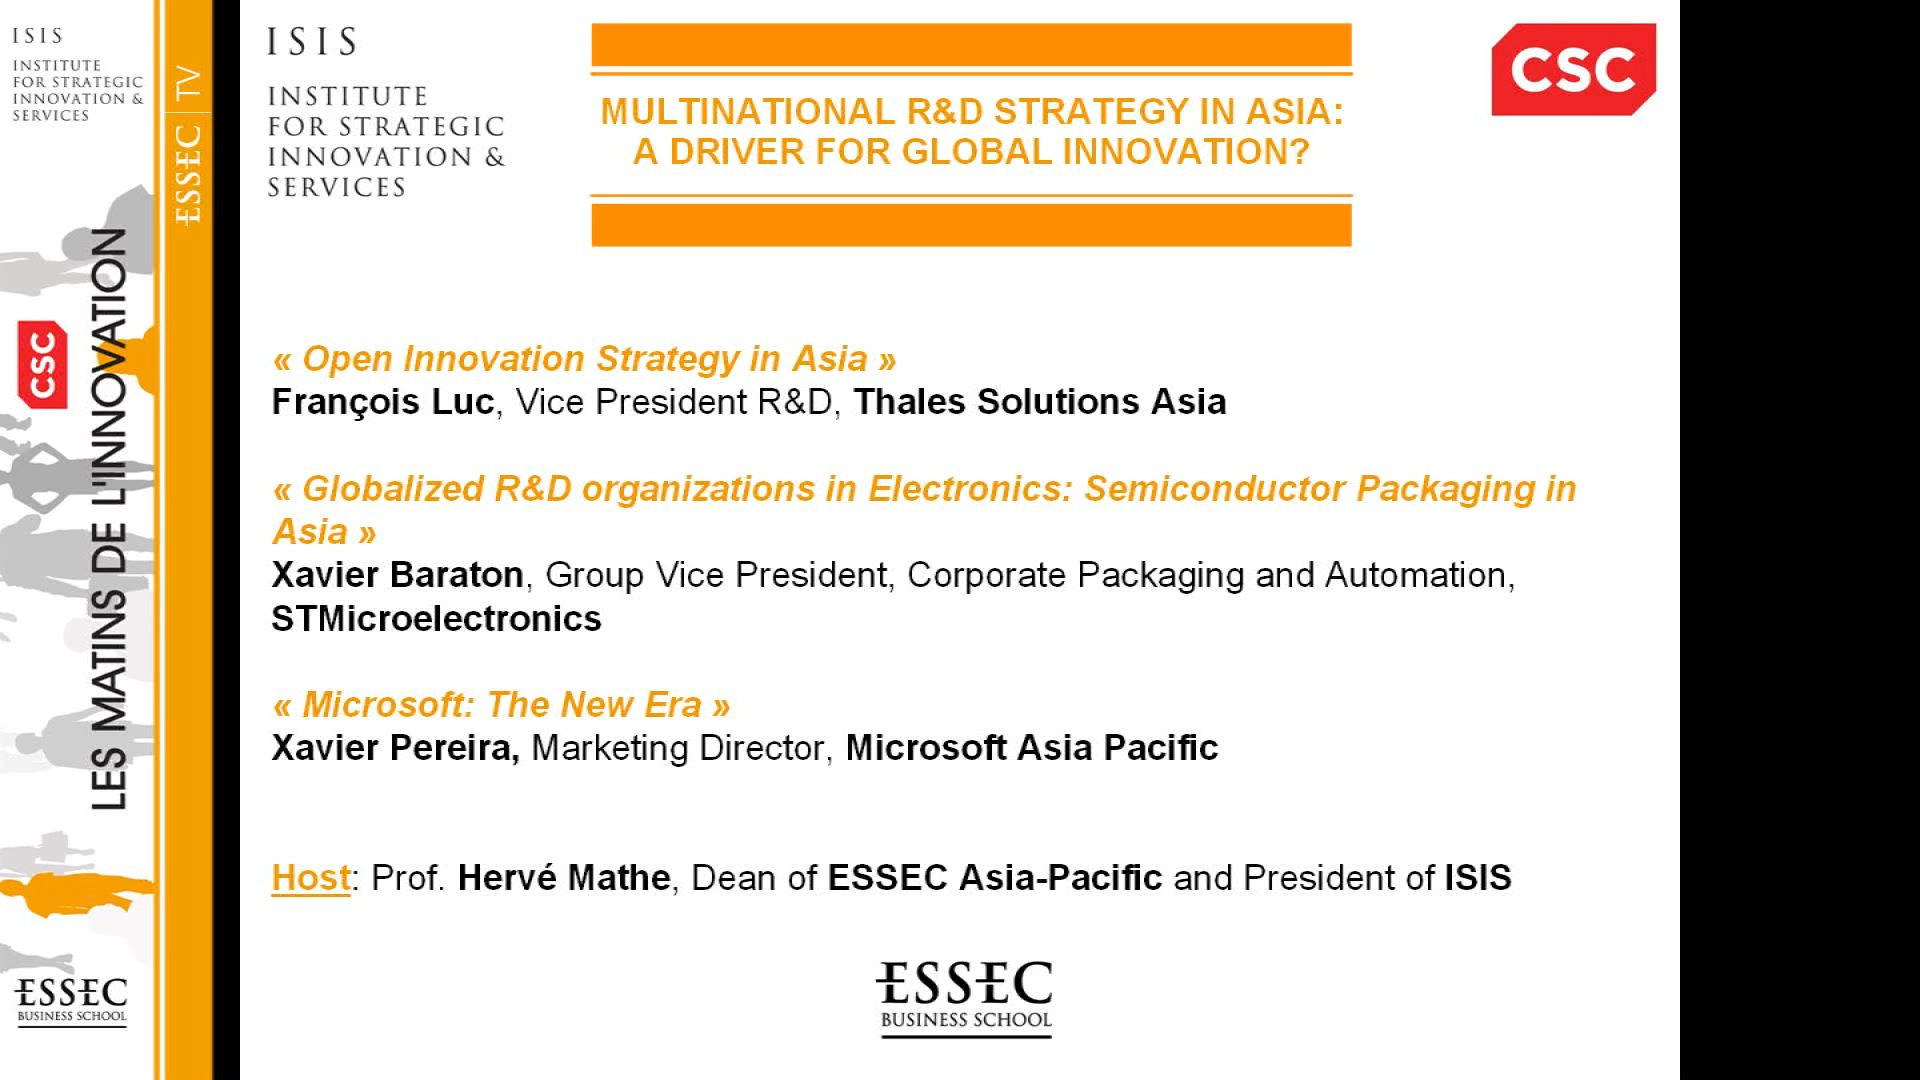 ISIS
INSTITUTE
FOR STRATEGIC
INNOVATION &
SERVICES
ESSEC | TV
CSC
LES MATINS DE L'INNOVATION
ESSEC
BUSINESS SCHOOL
ISIS
INSTITUTE
FOR STRATEGIC
INNOVATION &
SERVICES
MULTINATIONAL R&D STRATEGY IN ASIA:
A DRIVER FOR GLOBAL INNOVATION?
CSC
« Open Innovation Strategy in Asia »
François Luc, Vice President R&D, Thales Solutions Asia
« Globalized R&D organizations in Electronics: Semiconductor Packaging in
Asia »
Xavier Baraton, Group Vice President, Corporate Packaging and Automation,
STMicroelectronics
« Microsoft: The New Era »
Xavier Pereira, Marketing Director, Microsoft Asia Pacific
Host: Prof. Hervé Mathe, Dean of ESSEC Asia-Pacific and President of ISIS
ESSEC
BUSINESS SCHOOL